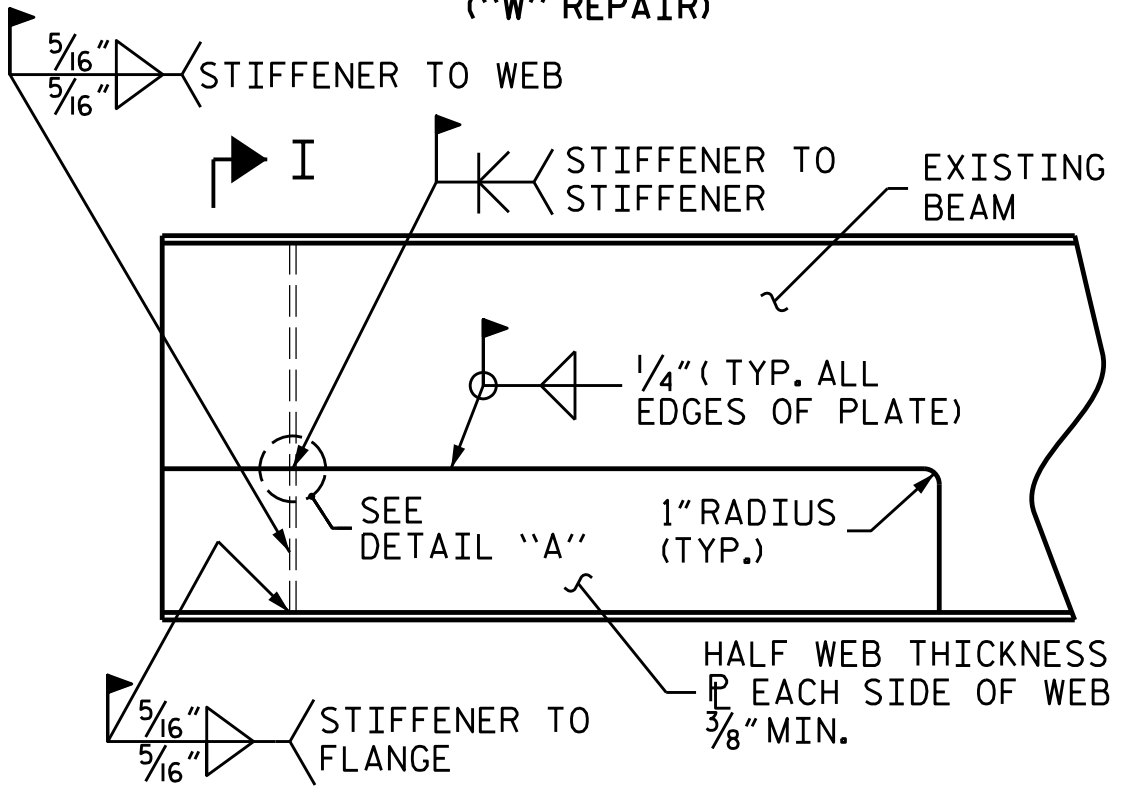 ("W" REPAIR)
5/16"
5/16"
STIFFENER TO WEB
I
STIFFENER TO
STIFFENER
EXISTING
BEAM
1/4" (TYP. ALL
EDGES OF PLATE)
SEE
DETAIL "A"
1" RADIUS
(TYP.)
HALF WEB THICKNESS
PL EACH SIDE OF WEB
3/8" MIN.
5/16"
5/16"
STIFFENER TO
FLANGE